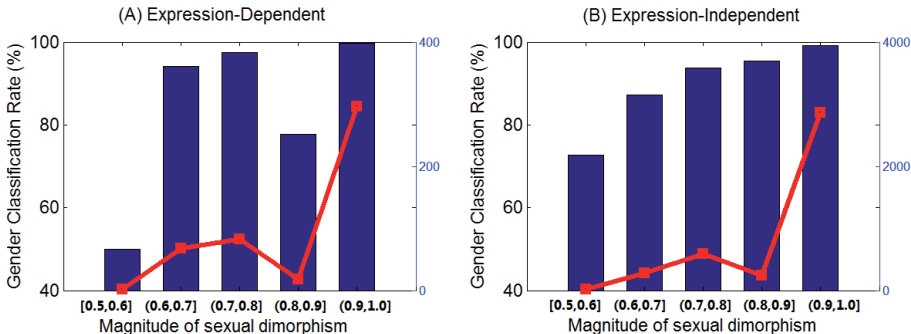 (A) Expression-Dependent
Gender Classification Rate (%)
100
80
60
40
400
200
0
[0.5,0.6] (0.6,0.7] (0.7,0.8] (0.8,0.9] (0.9,1.0]
Magnitude of sexual dimorphism
(B) Expression-Independent
Gender Classification Rate (%)
100
80
60
40
4000
2000
0
[0.5,0.6] (0.6,0.7] (0.7,0.8] (0.8,0.9] (0.9,1.0]
Magnitude of sexual dimorphism